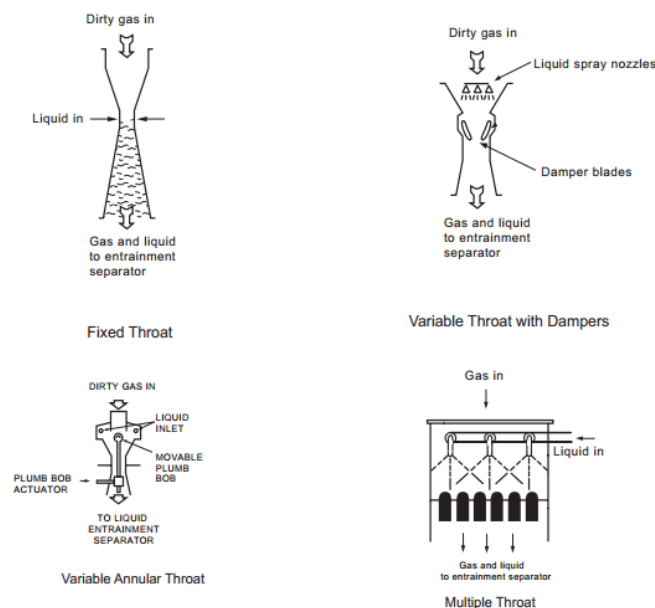 Dirty gas in
Liquid in
Gas and liquid
to entrainment
separator
Fixed Throat
Dirty gas in
Liquid spray nozzles
Damper blades
Gas and liquid
to entrainment
separator
Variable Throat with Dampers
DIRTY GAS IN
LIQUID
INLET
MOVABLE
PLUMB
BOB
PLUMB BOB
ACTUATOR
TO LIQUID
ENTRAINMENT
SEPARATOR
Variable Annular Throat
Gas in
Liquid in
Gas and liquid
to entrainment separator
Multiple Throat